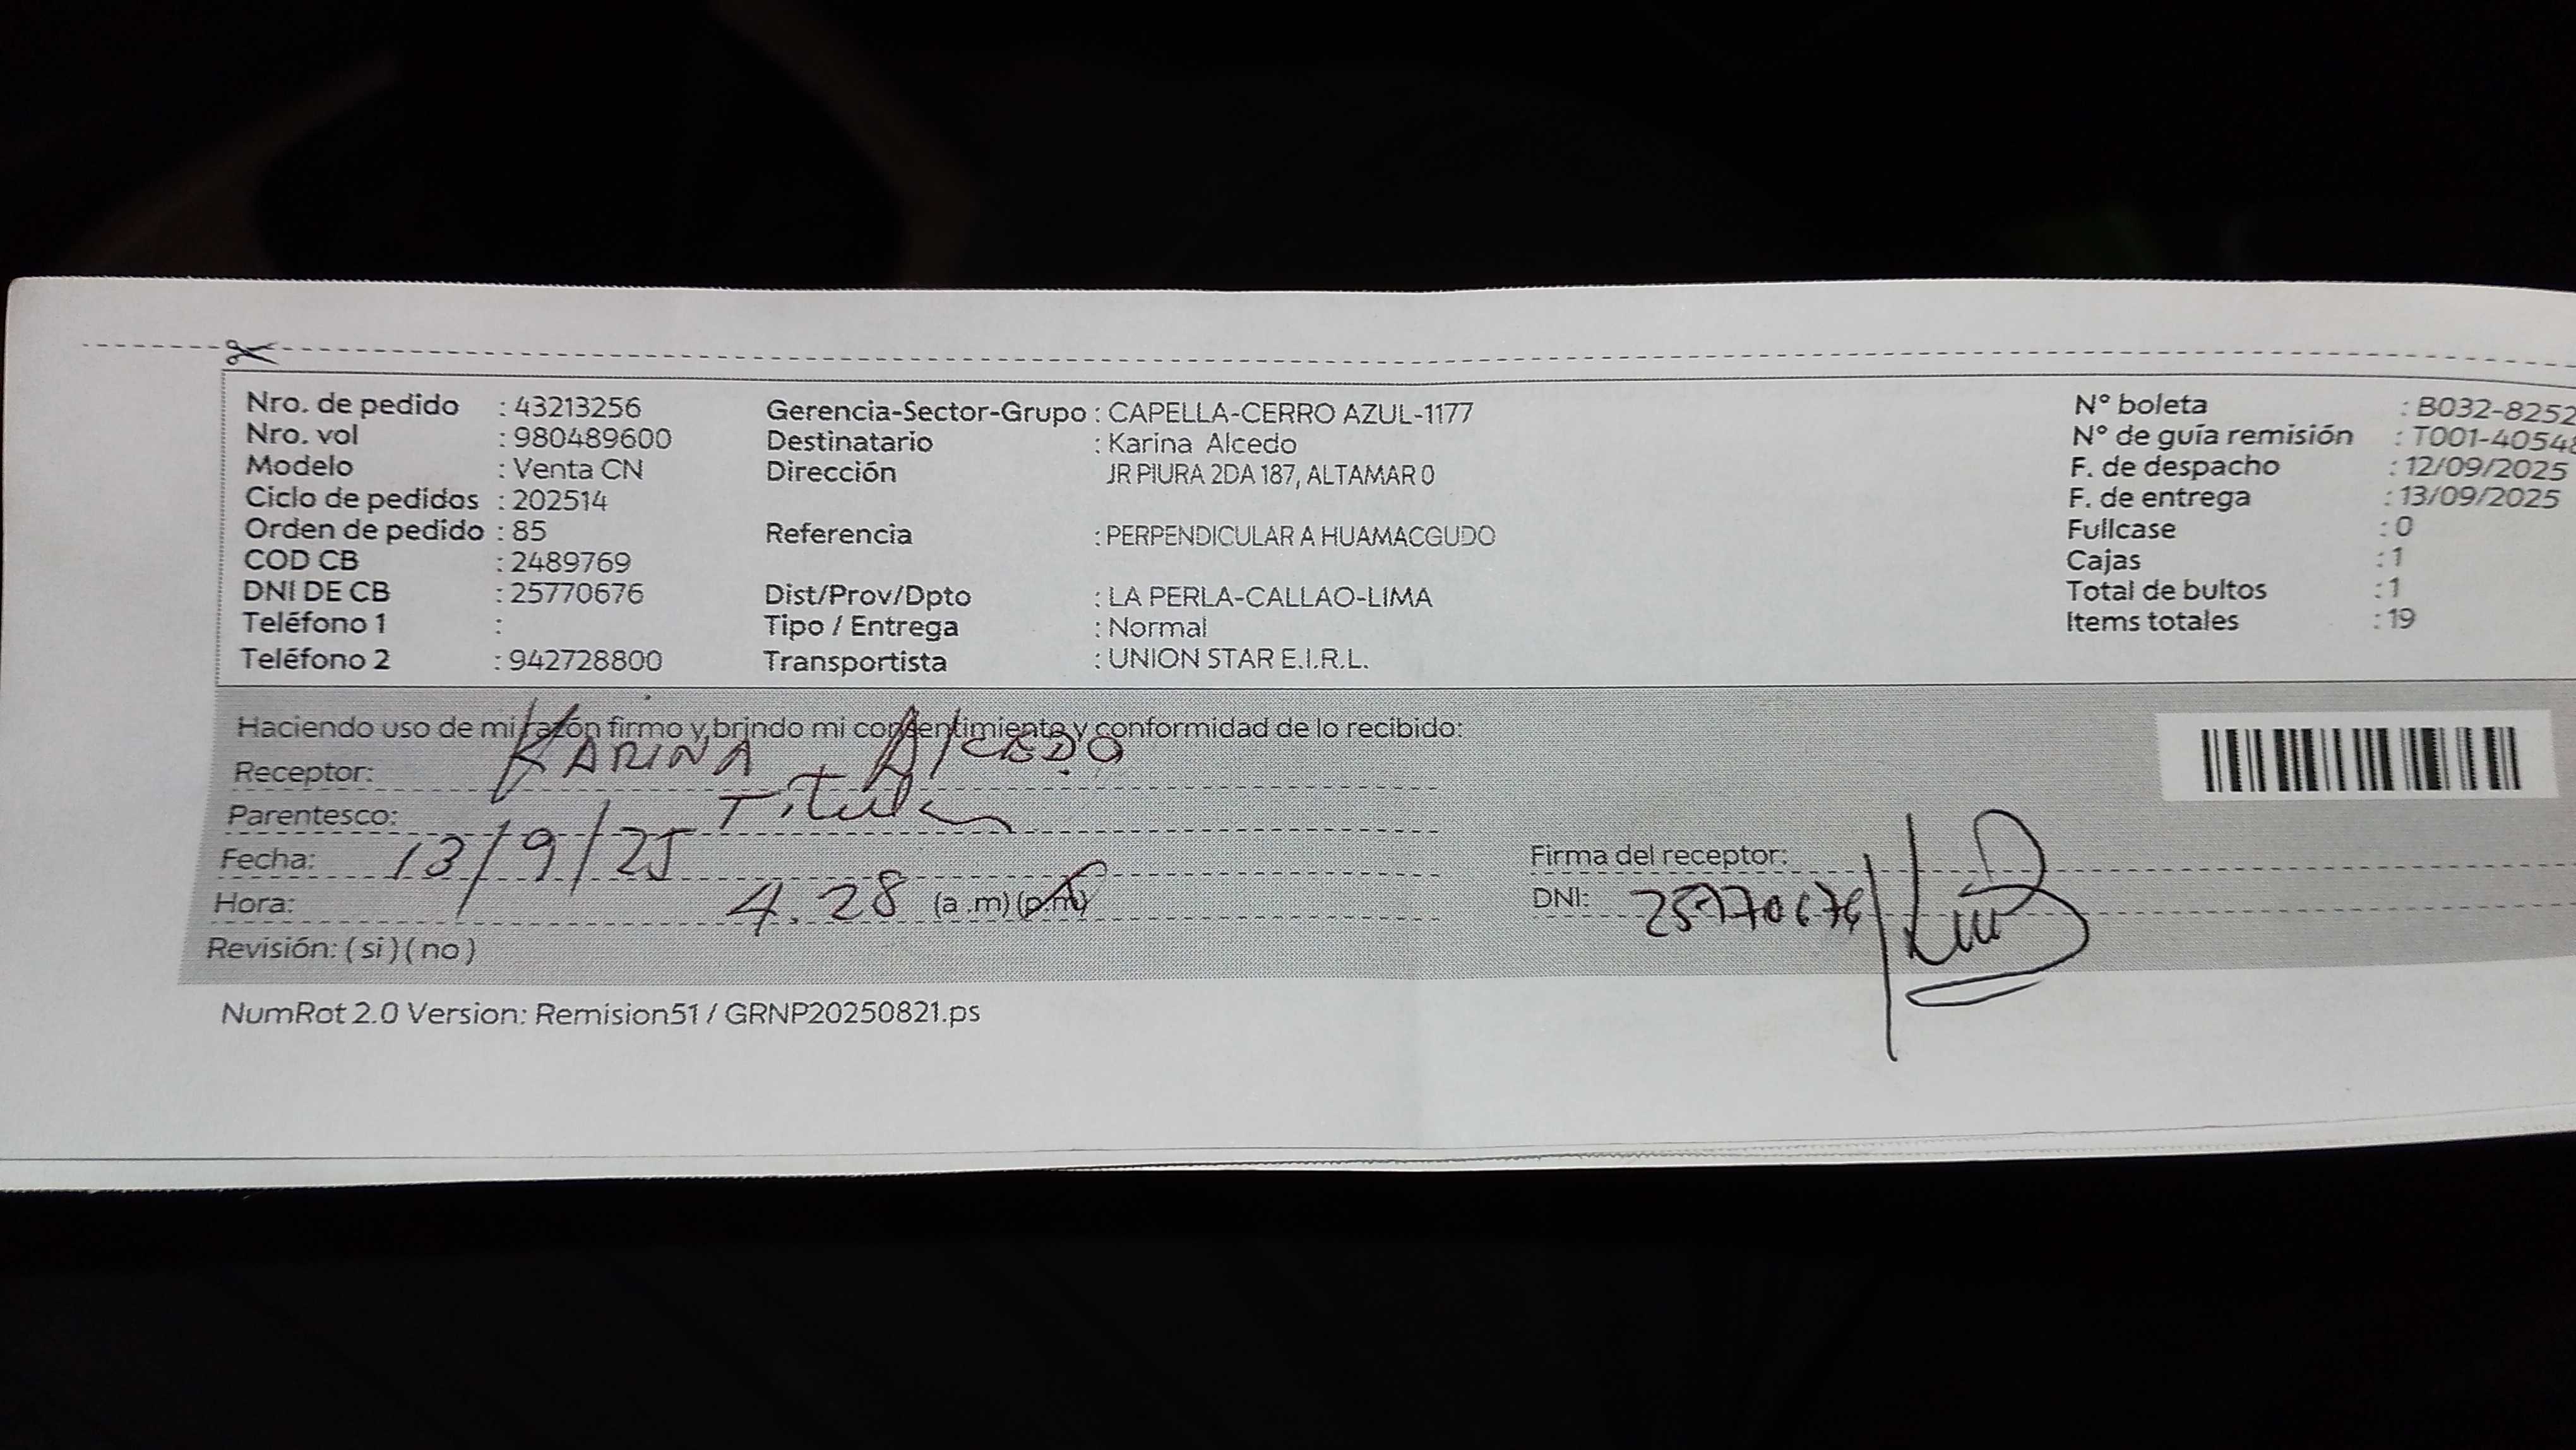 Nro. de pedido : 43213256 Gerencia-Sector-Grupo : CAPELLA-CERRO AZUL-1177 N° boleta : B032-8252
Nro. vol : 980489600 Destinatario : Karina Alcedo N° de guía remisión : T001-40548
Modelo : Venta CN Dirección JR PIURA 2DA 187, ALTAMAR 0 F. de despacho : 12/09/2025
Ciclo de pedidos : 202514 F. de entrega : 13/09/2025
Orden de pedido : 85 Referencia : PERPENDICULAR A HUAMACGUDO Fullcase : 0
COD CB : 2489769 Cajas : 1
DNI DE CB : 25770676 Dist/Prov/Dpto : LA PERLA-CALLAO-LIMA Total de bultos : 1
Teléfono 1 : Tipo / Entrega : Normal Items totales : 19
Teléfono 2 : 942728800 Transportista : UNION STAR E.I.R.L.
Haciendo uso de mi razón firmo y brindo mi consentimiento y conformidad de lo recibido:
Receptor: KARINA Alcedo
Parentesco: Titular
Fecha: 13/9/25 Firma del receptor:
Hora: 4.28 (a.m)(p.m) DNI: 25770676
Revisión: ( si ) ( no )
NumRot 2.0 Version: Remision51 / GRNP20250821.ps